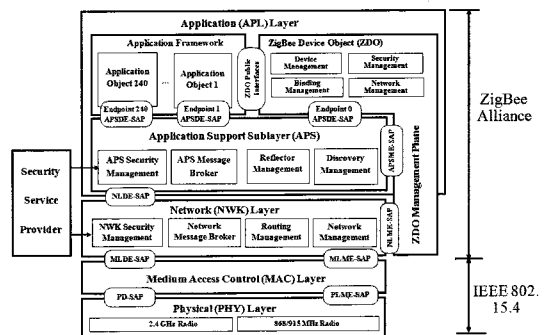 Application (APL) Layer
Application Framework
ZigBee Device Object (ZDO)
Application
Object 240
...
Application
Object 1
ZDO Public
Interfaces
Device
Management
Security
Management
Binding
Management
Network
Management
Endpoint 240
APSDE-SAP
Endpoint 1
APSDE-SAP
Endpoint 0
APSDE-SAP
ZigBee
Alliance
Application Support Sublayer (APS)
APS Security
Management
APS Message
Broker
Reflector
Management
Discovery
Management
APSME-SAP
ZDO Management Plane
Security
Service
Provider
NLDE-SAP
Network (NWK) Layer
NWK Security
Management
Network
Message Broker
Routing
Management
Network
Management
NLME-SAP
MLDE-SAP
MLME-SAP
Medium Access Control (MAC) Layer
PD-SAP
PLME-SAP
IEEE 802.
15.4
Physical (PHY) Layer
2.4 GHz Radio
868/915 MHz Radio